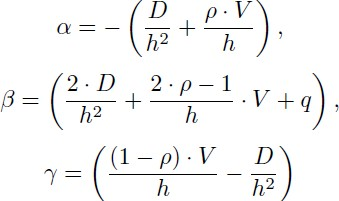 α = − ( D/h² + ρ · V/h ) ,
β = ( 2 · D/h² + 2 · ρ − 1/h · V + q ) ,
γ = ( (1 − ρ) · V/h − D/h² )